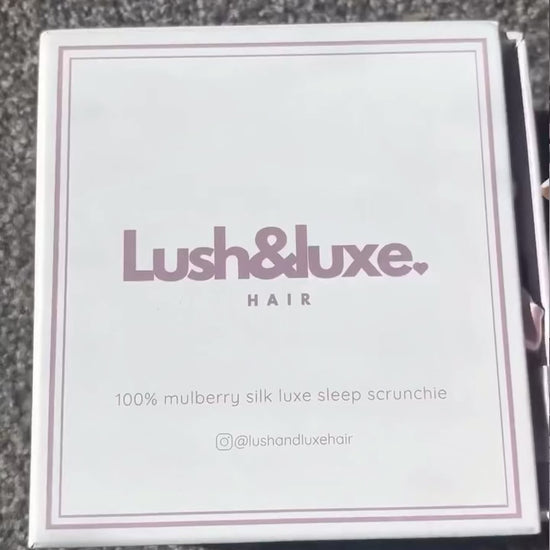 Lush&luxe.
HAIR
100% mulberry silk luxe sleep scrunchie
@lushandluxehair